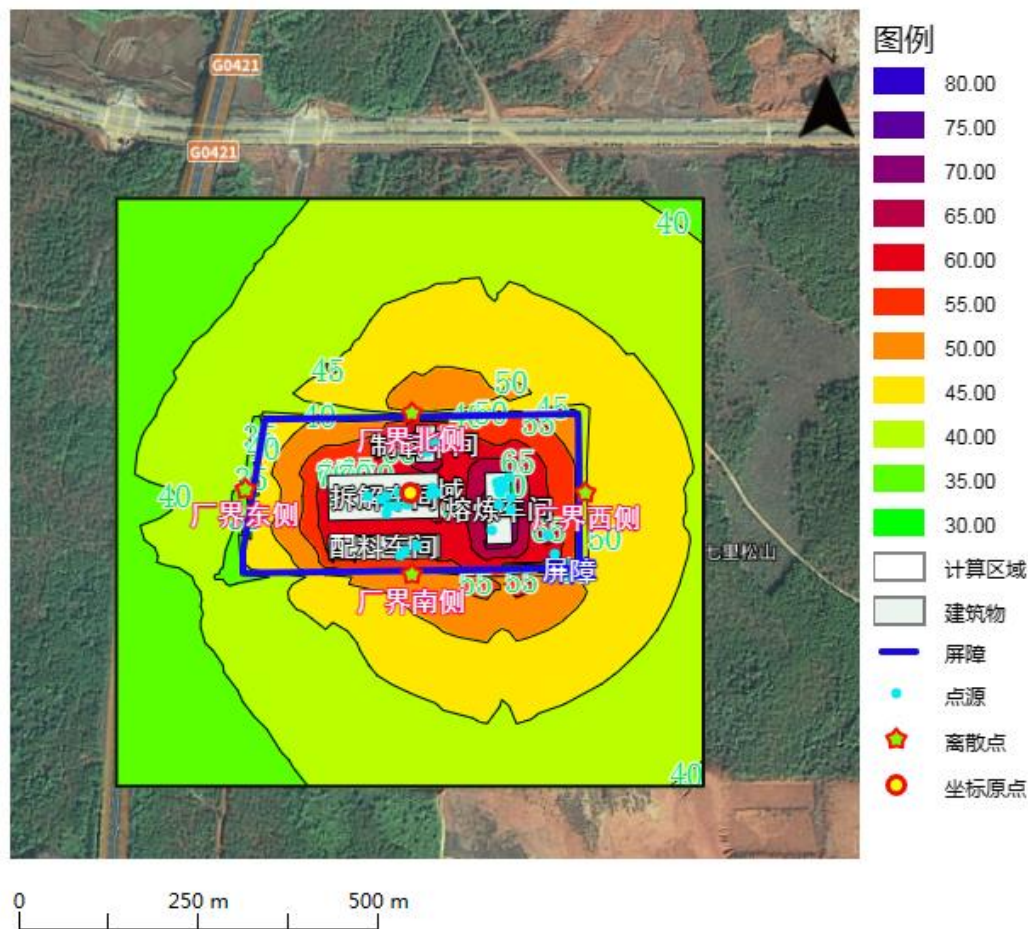 图例
N
80.00
75.00
70.00
65.00
60.00
55.00
50.00
45.00
40.00
35.00
30.00
计算区域
建筑物
屏障
点源
离散点
坐标原点
G0421
G0421
40
45
50
40
50
45
55
厂界北侧
65
拆解车间
熔炼车间
40
厂界东侧
厂界西侧
配料车间
50
七里松山
屏障
55
55
厂界南侧
40
0
250 m
500 m